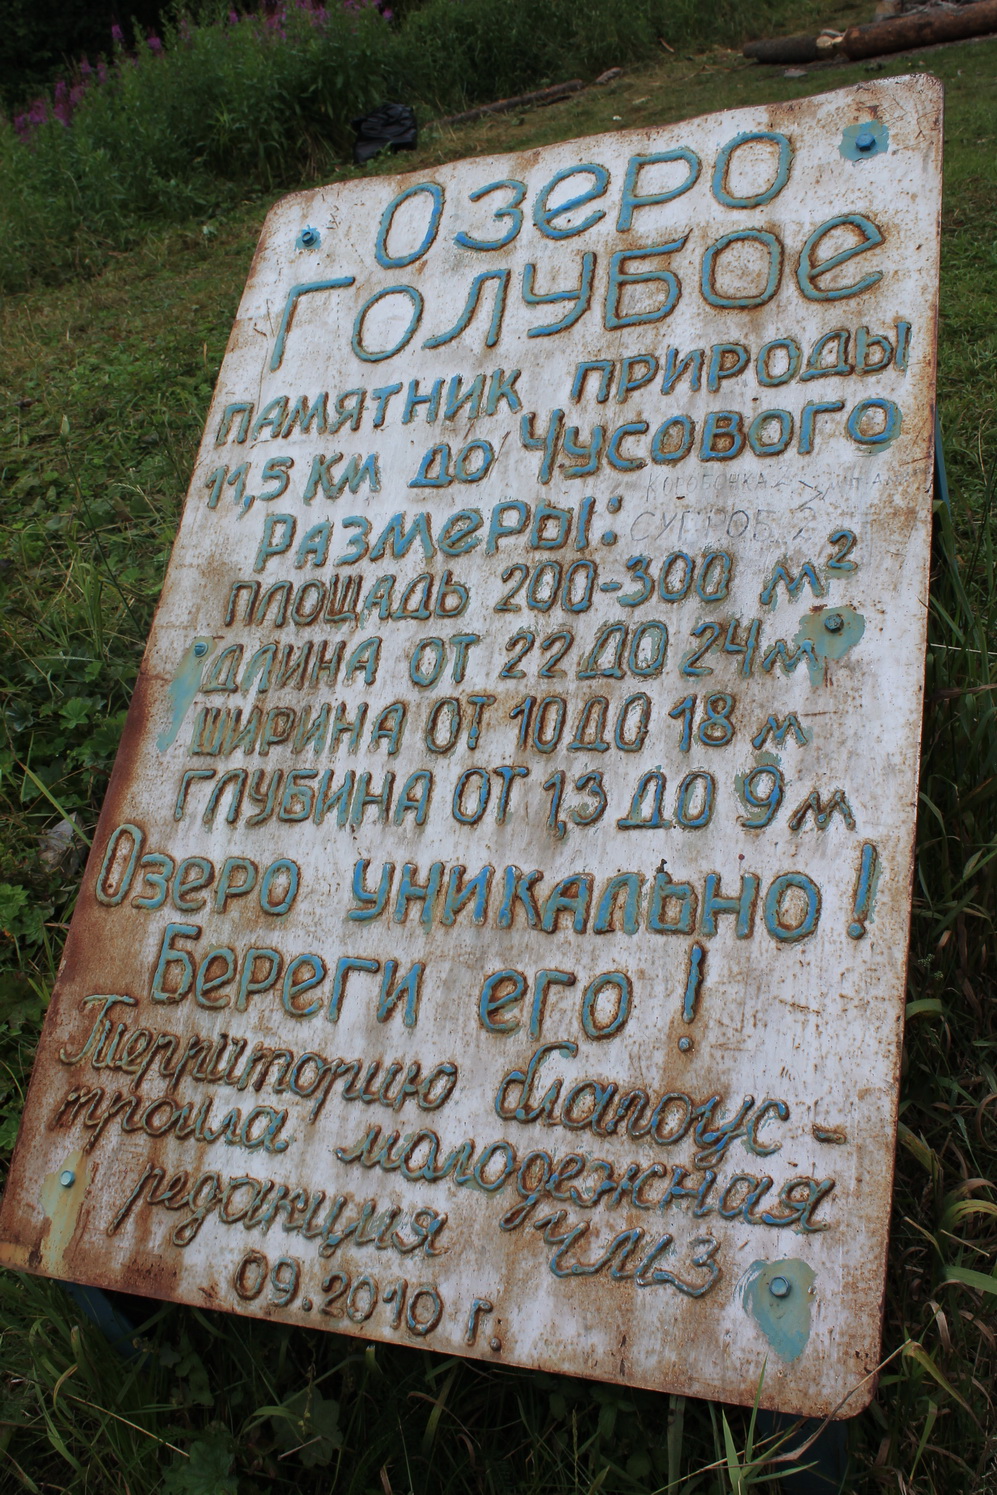 Озеро
Голубое
памятник природы
11,5 км до Чусового
Размеры:
СУГРОБ
площадь 200-300 м²
длина от 22 до 24м
ширина от 10 до 18 м
глубина от 1,3 до 9 м
Озеро уникально!
Береги его!
Территорию благоус-
троила молодежная
редакция ЧМЗ
09.2010 г.